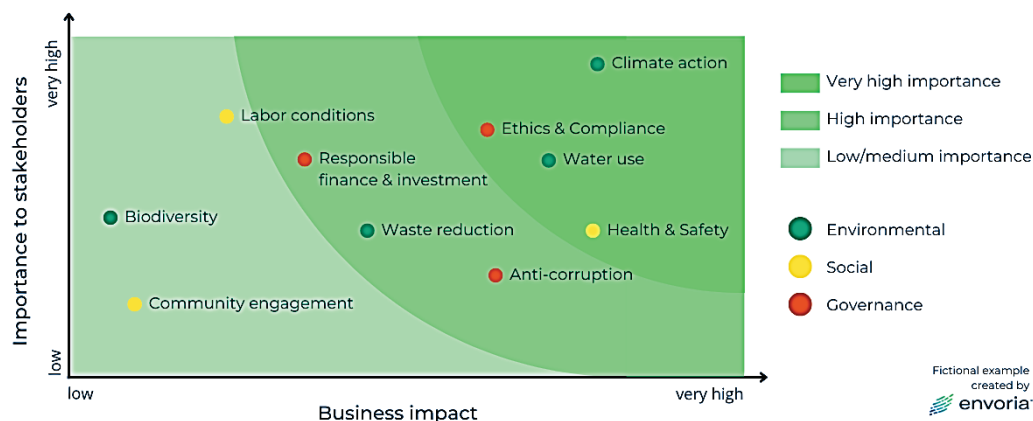 Importance to stakeholders
very high
low
Climate action
Labor conditions
Ethics & Compliance
Responsible
finance & investment
Water use
Biodiversity
Waste reduction
Health & Safety
Anti-corruption
Community engagement
low
very high
Business impact
Very high importance
High importance
Low/medium importance
Environmental
Social
Governance
Fictional example
created by
envoria